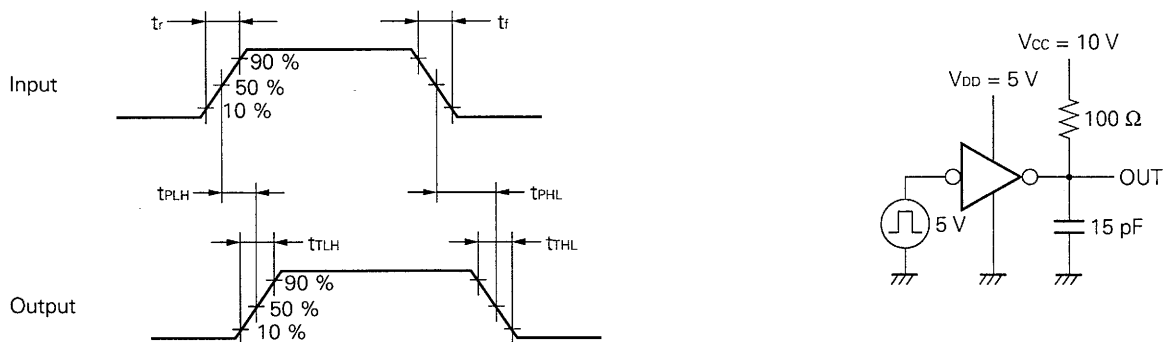 tr
tf
Input
90 %
50 %
10 %
tPLH
tPHL
tTLH
tTHL
Output
90 %
50 %
10 %
VCC = 10 V
VDD = 5 V
100 Ω
OUT
5 V
15 pF